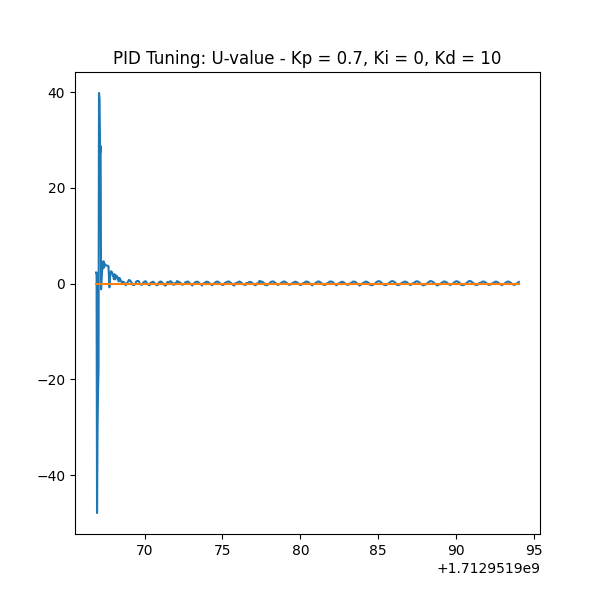 PID Tuning: U-value - Kp = 0.7, Ki = 0, Kd = 10
40
20
0
−20
−40
70 75 80 85 90 95
+1.7129519e9